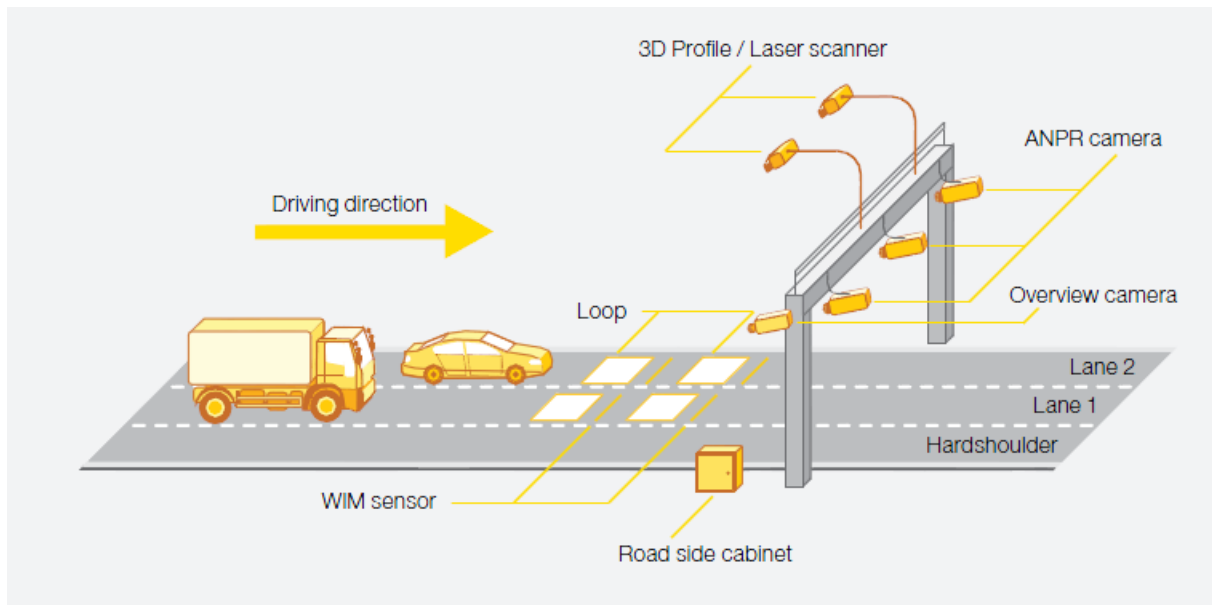 3D Profile / Laser scanner
ANPR camera
Driving direction
Overview camera
Loop
Lane 2
Lane 1
Hardshoulder
WIM sensor
Road side cabinet